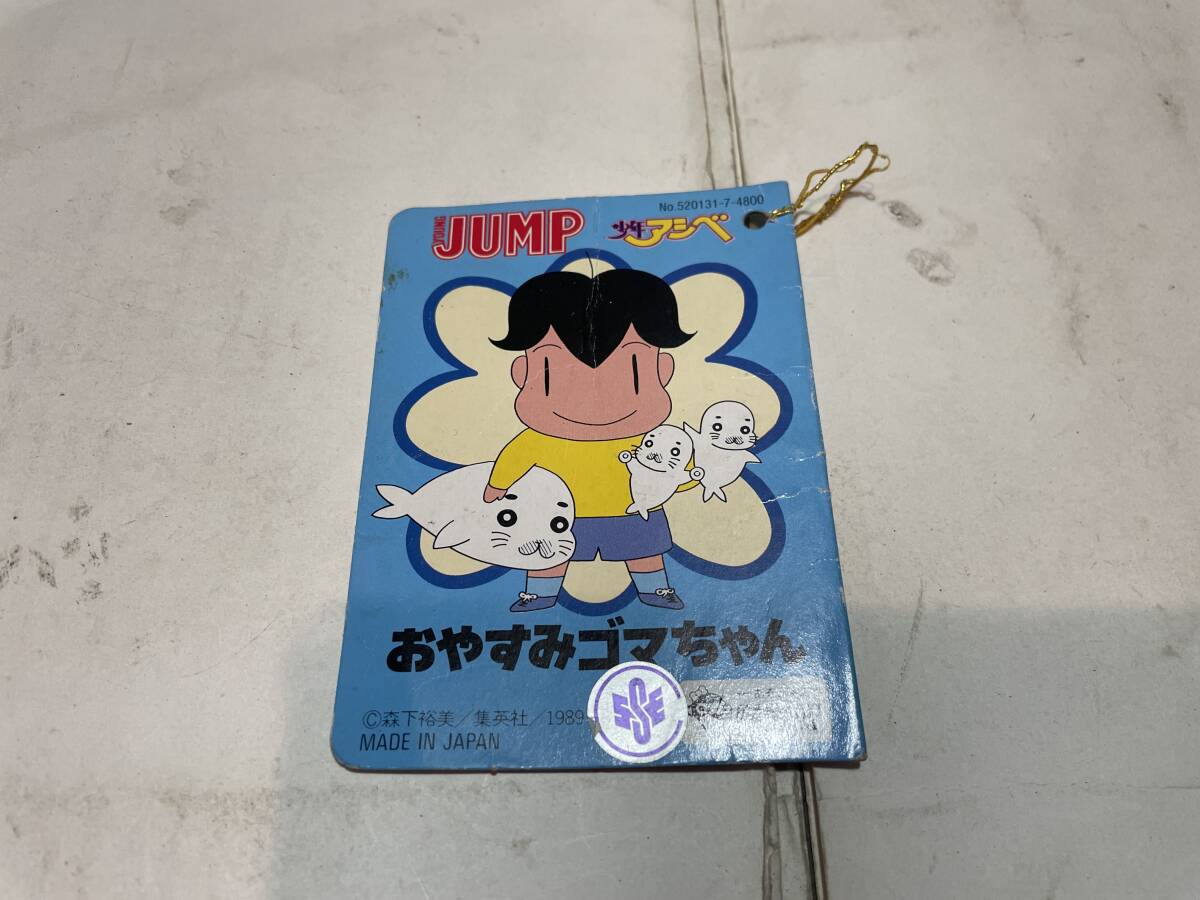 No.520131-7-4800
YOUNG
JUMP
少年アシベ
おやすみゴマちゃん
©森下裕美/集英社/1989
SE
MADE IN JAPAN